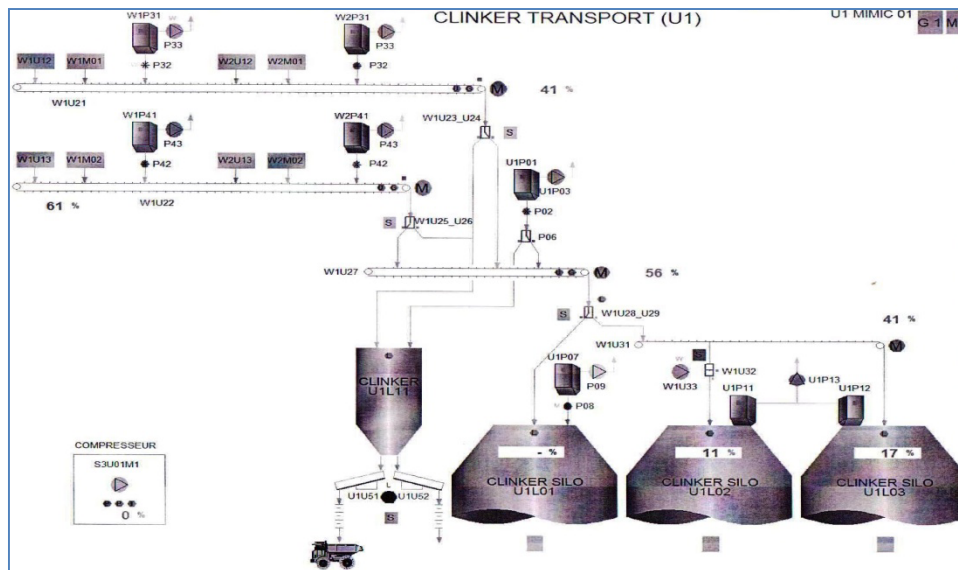 CLINKER TRANSPORT (U1)
U1 MIMIC 01
G 1 M
W1P31
W
P33
P32
W2P31
P33
P32
W1U12
W1M01
W2U12
W2M01
W1U21
M
41 %
W1U23_U24
S
W1P41
P43
P42
W2P41
P43
P42
W1U13
W1M02
W2U13
W2M02
M
61 %
W1U22
S
W1U25_U26
U1P01
U1P03
P02
P06
W1U27
M
56 %
S
W1U28_U29
41 %
W1U31
M
U1P07
P09
P08
W
W1U33
S
W1U32
U1P13
U1P11
U1P12
CLINKER
U1L11
- %
11 %
17 %
CLINKER SILO
U1L01
CLINKER SILO
U1L02
CLINKER SILO
U1L03
COMPRESSEUR
S3U01M1
0 %
U1U51
L
U1U52
S